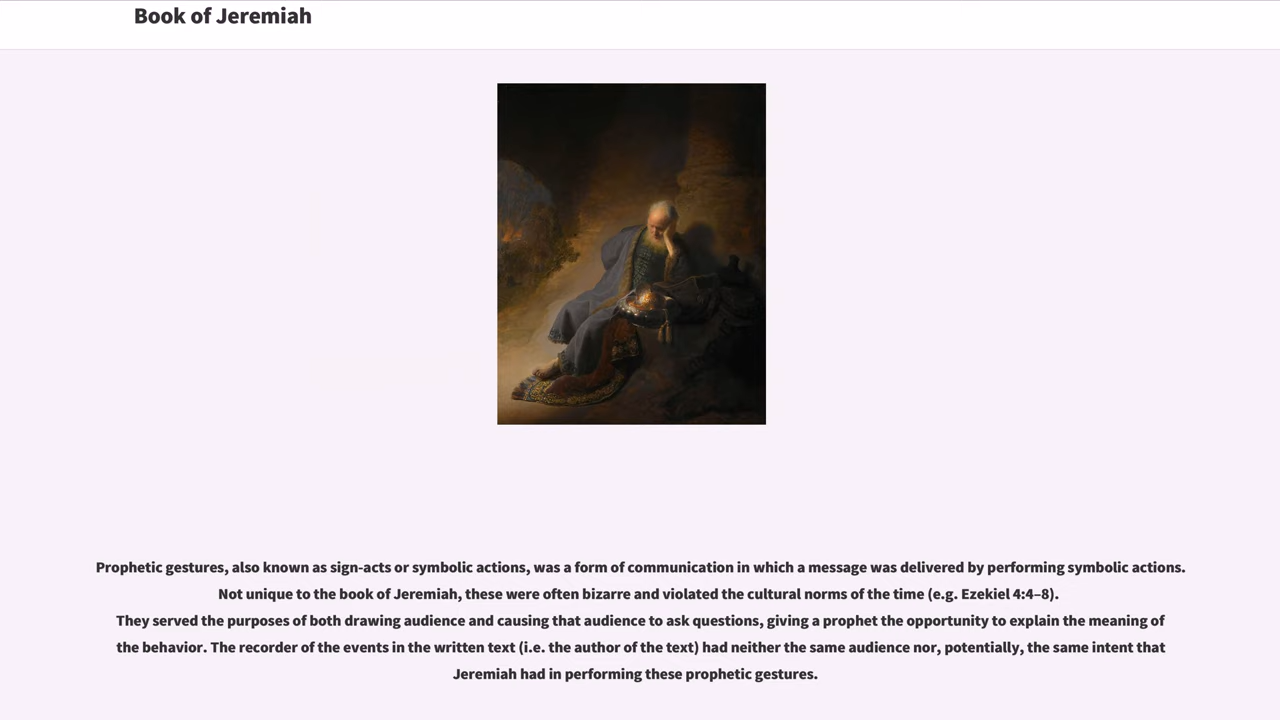 Book of Jeremiah
Prophetic gestures, also known as sign-acts or symbolic actions, was a form of communication in which a message was delivered by performing symbolic actions.
Not unique to the book of Jeremiah, these were often bizarre and violated the cultural norms of the time (e.g. Ezekiel 4:4–8).
They served the purposes of both drawing audience and causing that audience to ask questions, giving a prophet the opportunity to explain the meaning of
the behavior. The recorder of the events in the written text (i.e. the author of the text) had neither the same audience nor, potentially, the same intent that
Jeremiah had in performing these prophetic gestures.